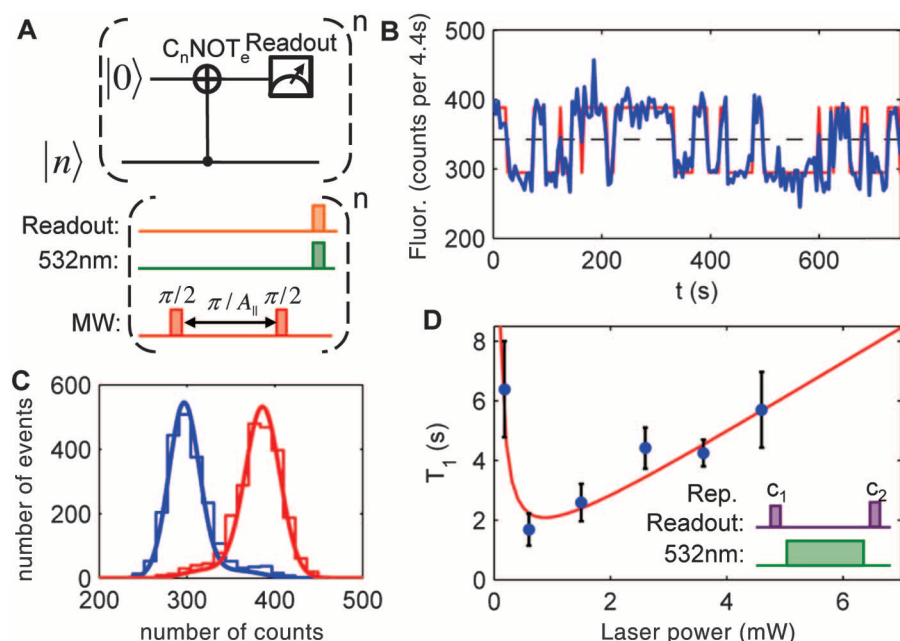 A
n
CₙNOTₑ Readout
|0⟩
|n⟩
n
Readout:
532nm:
π/2 π/A∥ π/2
MW:
B
500
400
300
200
Fluor. (counts per 4.4s)
0 200 400 600
t (s)
C
600
400
200
0
number of events
200 300 400 500
number of counts
D
8
6
4
2
0
T₁ (s)
Rep. c₁ c₂
Readout:
532nm:
0 2 4 6
Laser power (mW)